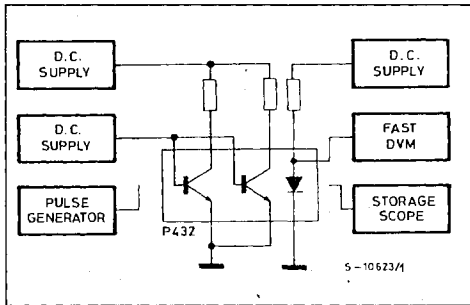 D.C.
SUPPLY
D.C.
SUPPLY
D.C.
SUPPLY
FAST
DVM
PULSE
GENERATOR
STORAGE
SCOPE
P432
S-10623/1